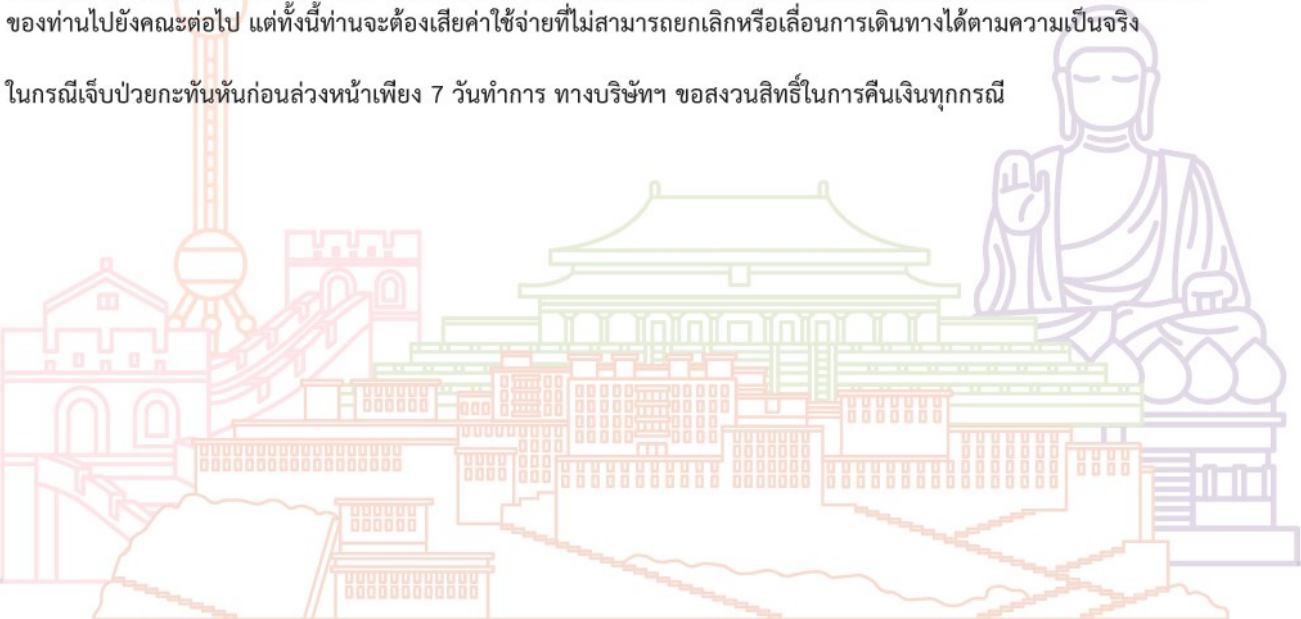 ของท่านไปยังคณะต่อไป แต่ทั้งนี้ท่านจะต้องเสียค่าใช้จ่ายที่ไม่สามารถยกเลิกหรือเลื่อนการเดินทางได้ตามความเป็นจริง
ในกรณีเจ็บป่วยกะทันหันก่อนล่วงหน้าเพียง 7 วันทำการ ทางบริษัทฯ ขอสงวนสิทธิ์ในการคืนเงินทุกกรณี